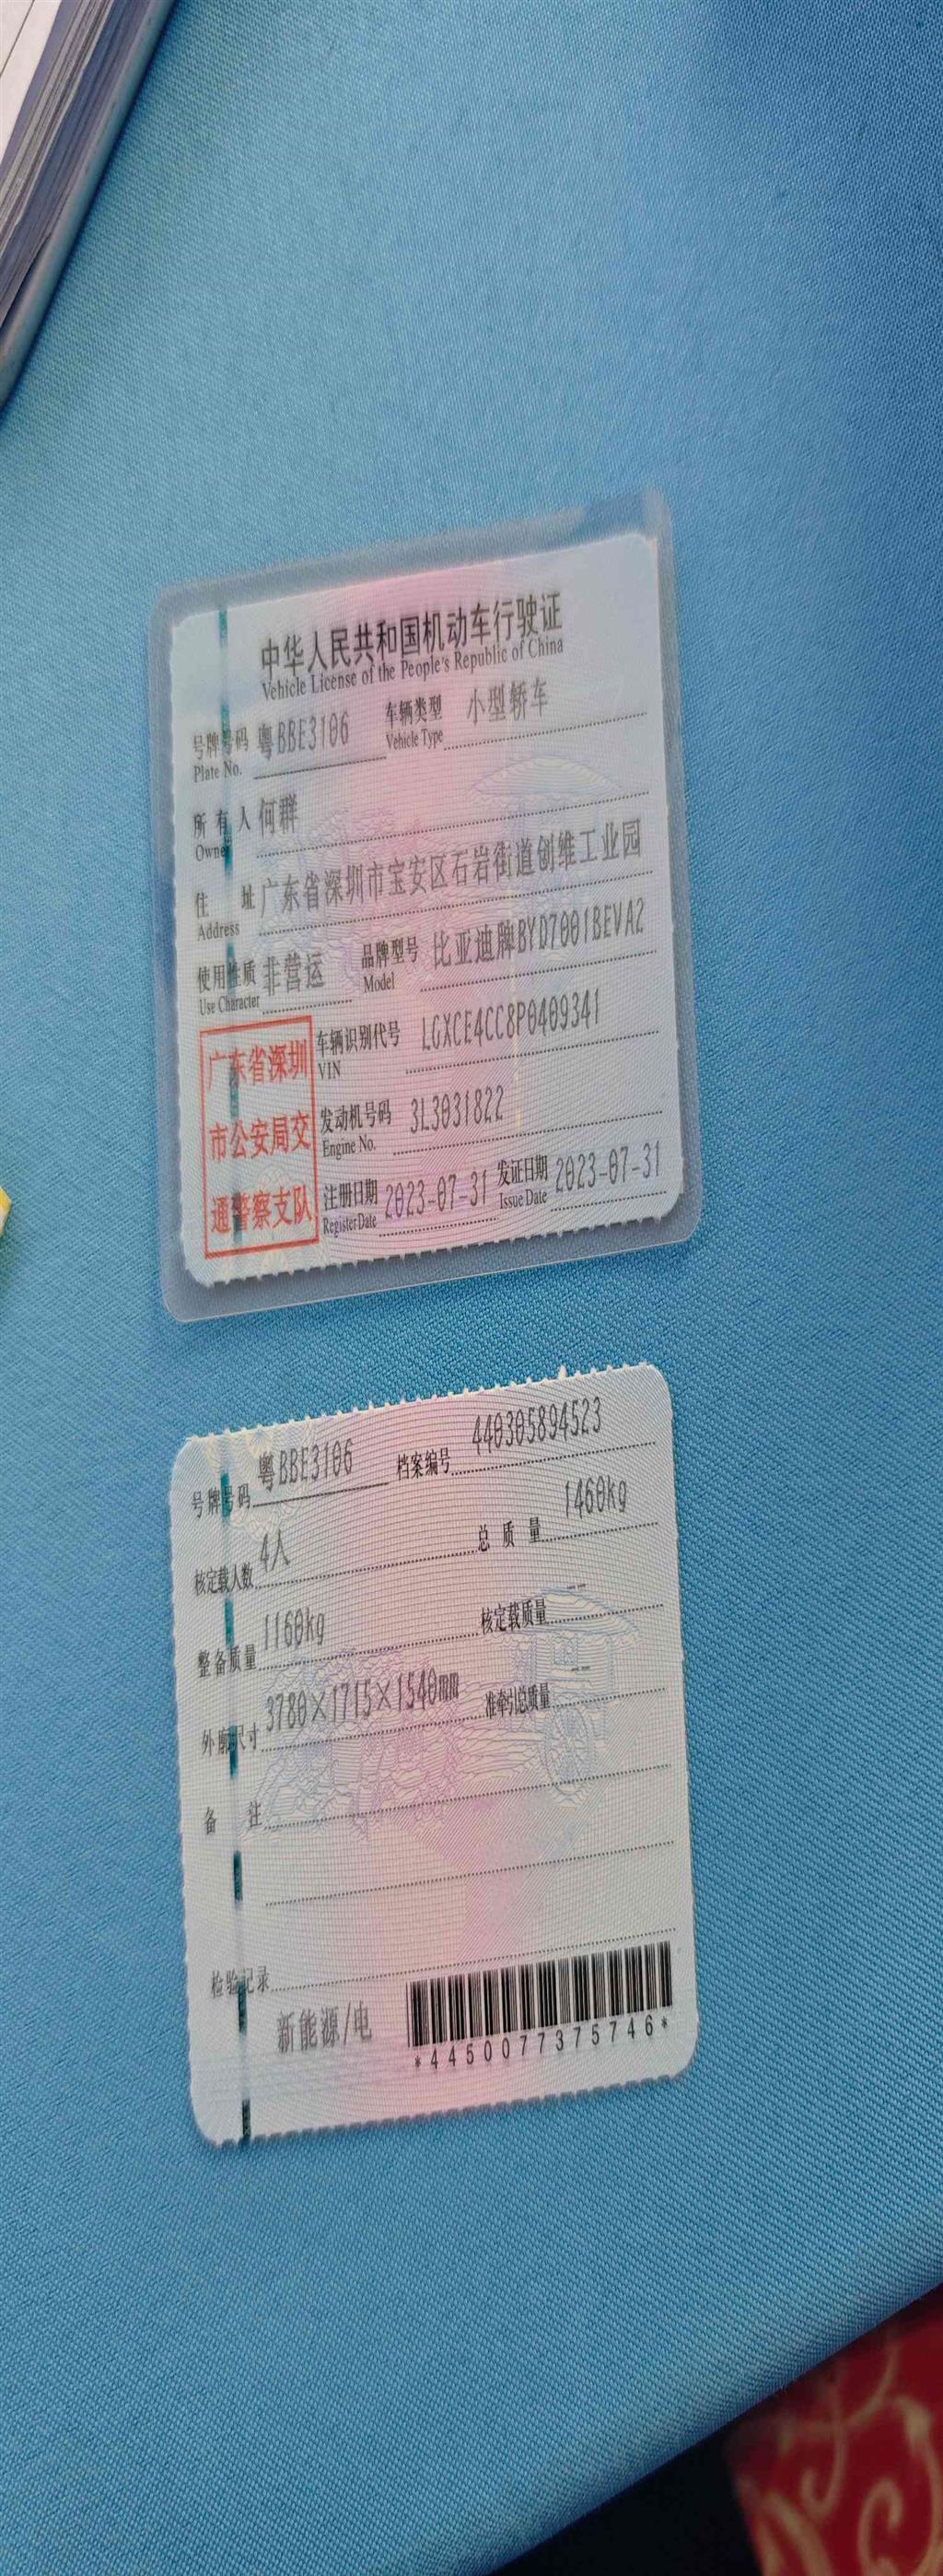 中华人民共和国机动车行驶证
Vehicle License of the People's Republic of China
号牌号码 粤BBE3106 车辆类型 小型轿车
Plate No. Vehicle Type
所有人 何群
Owner
住址 广东省深圳市宝安区石岩街道创维工业园
Address
使用性质 非营运 品牌型号 比亚迪牌BYD7001BEVA2
Use Character Model
广东省深圳
市公安局交
通警察支队
车辆识别代号 LGXCE4CC8P0409341
VIN
发动机号码 3L3031822
Engine No.
注册日期 2023-07-31 发证日期 2023-07-31
Register Date Issue Date
号牌号码 粤BBE3106 档案编号 440305894523
核定载人数 4人 总质量 1460kg
整备质量 1160kg 核定载质量 --
外廓尺寸 3780×1715×1540mm 准牵引总质量 --
备注
检验记录
新能源/电
*4450077375746*